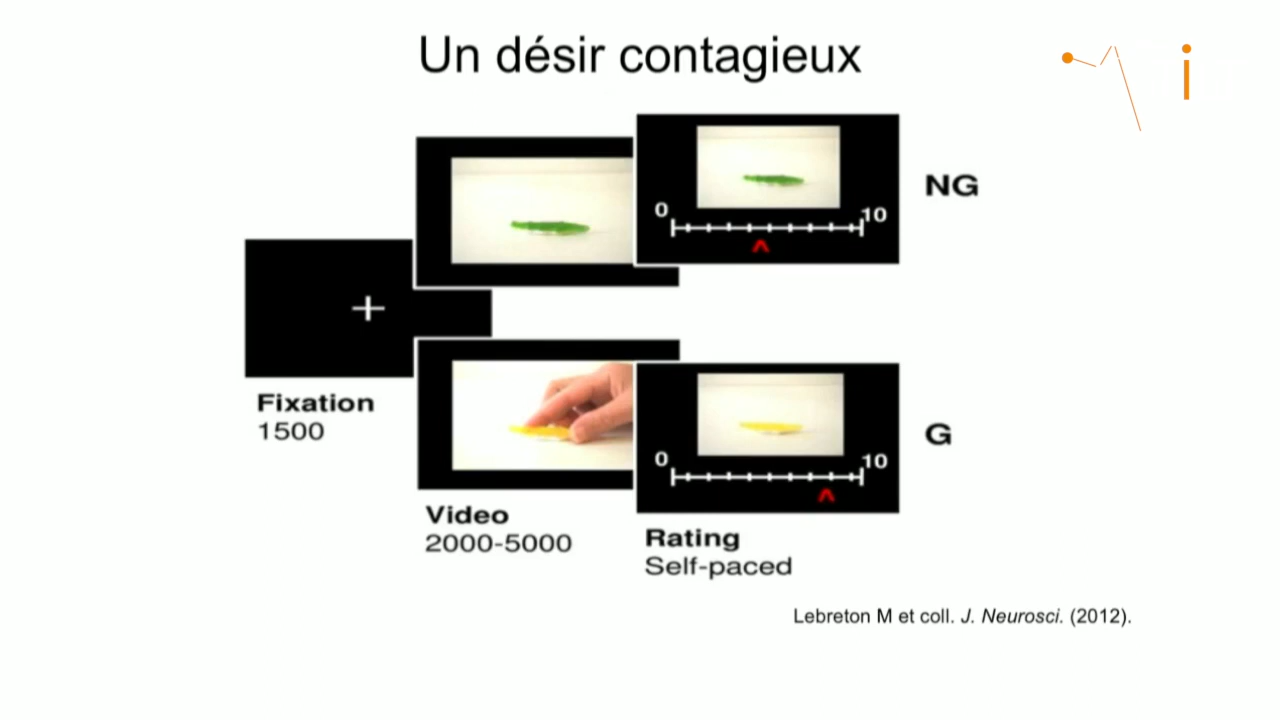 Un désir contagieux
0
10
NG
Fixation
1500
0
10
G
Video
2000-5000
Rating
Self-paced
Lebreton M et coll. J. Neurosci. (2012).
i